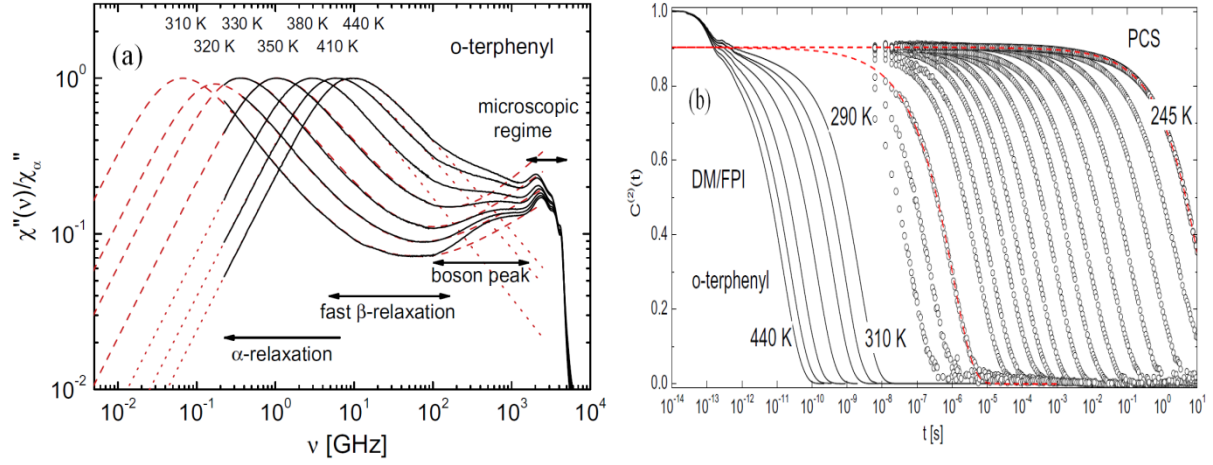 310 K 330 K 380 K 440 K
320 K 350 K 410 K
(a)
o-terphenyl
microscopic
regime
boson peak
fast β-relaxation
α-relaxation
10⁰
10⁻¹
10⁻²
10⁻² 10⁻¹ 10⁰ 10¹ 10² 10³ 10⁴
ν [GHz]
χ''(ν)/χα''
PCS
(b)
290 K
245 K
DM/FPI
o-terphenyl
440 K
310 K
1.0
0.8
0.6
0.4
0.2
0.0
10⁻¹⁴ 10⁻¹³ 10⁻¹² 10⁻¹¹ 10⁻¹⁰ 10⁻⁹ 10⁻⁸ 10⁻⁷ 10⁻⁶ 10⁻⁵ 10⁻⁴ 10⁻³ 10⁻² 10⁻¹ 10⁰ 10¹
t [s]
C⁽²⁾(t)